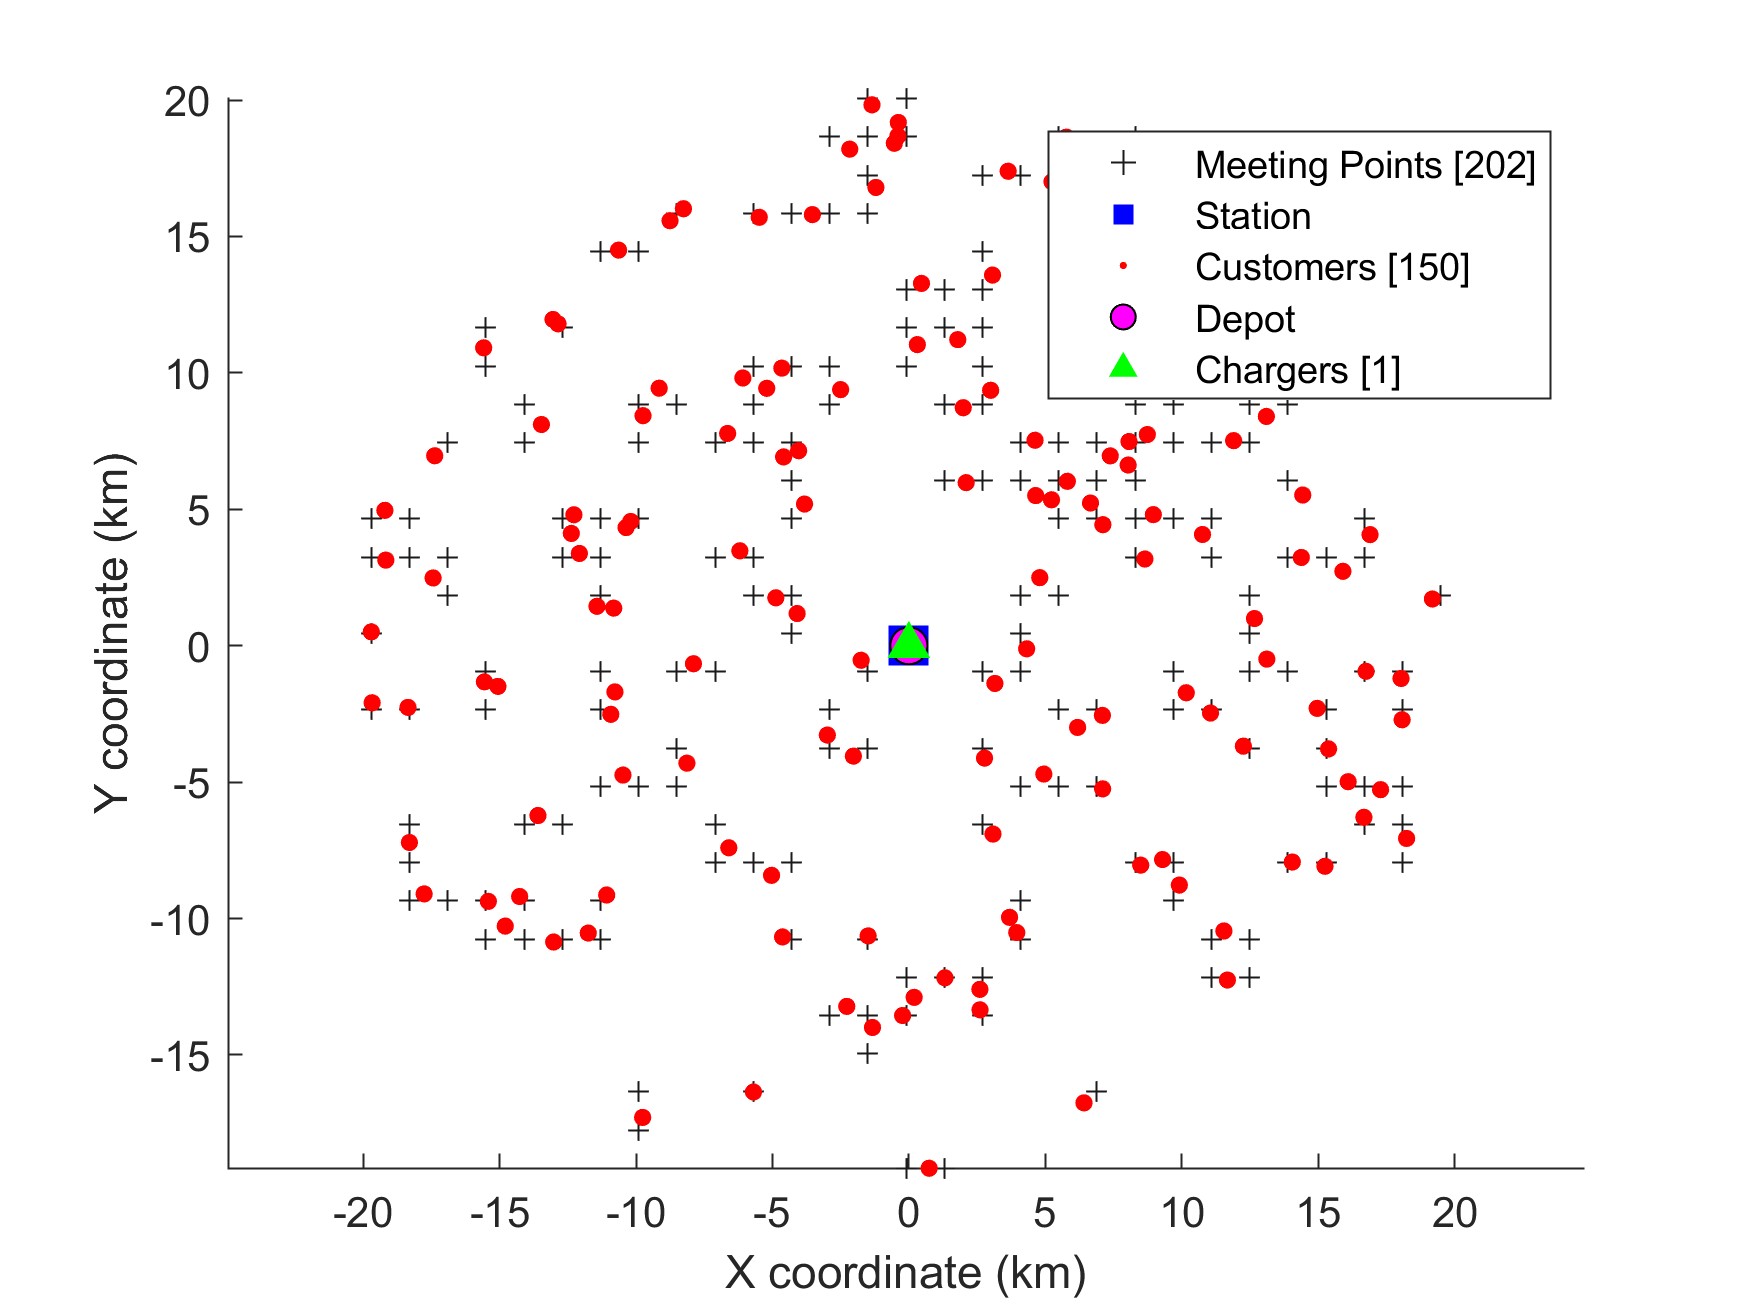 20
15
10
5
0
-5
-10
-15
Y coordinate (km)
Meeting Points [202]
Station
Customers [150]
Depot
Chargers [1]
-20 -15 -10 -5 0 5 10 15 20
X coordinate (km)